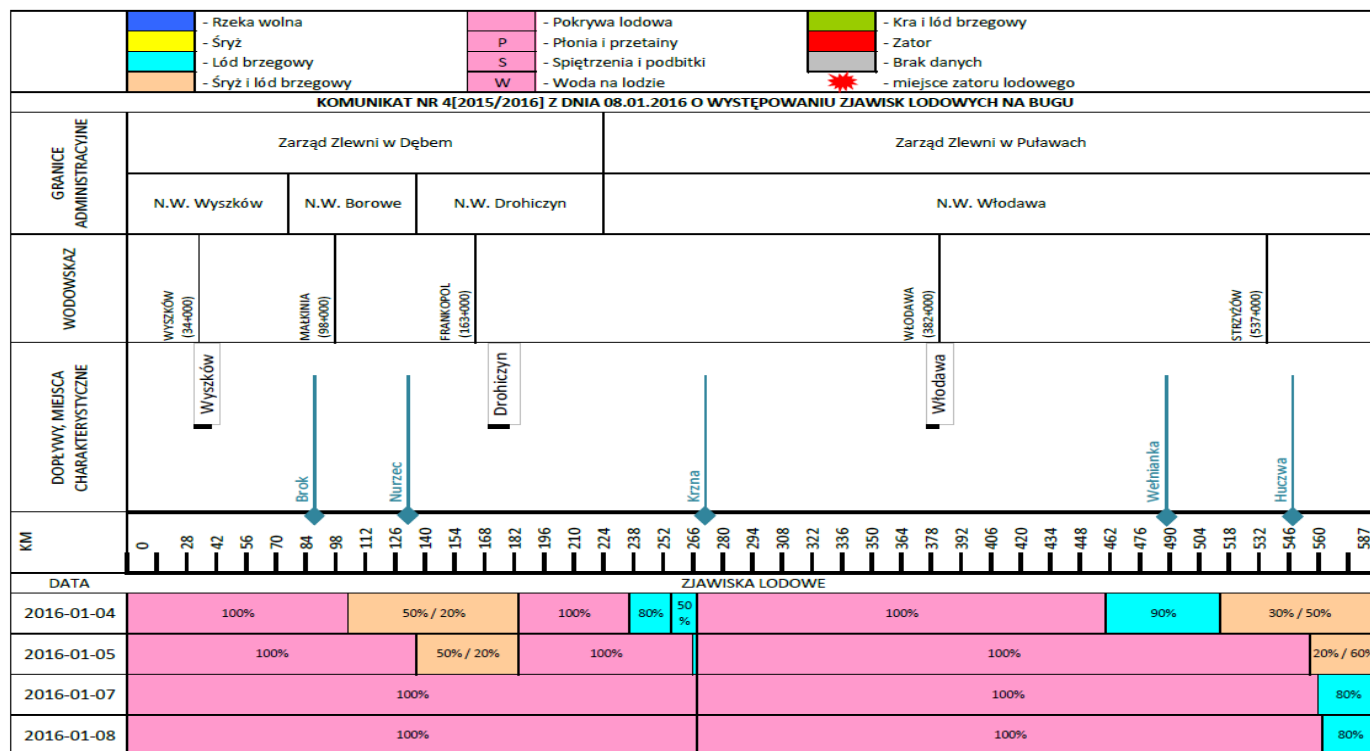 - Rzeka wolna - Pokrywa lodowa - Kra i lód brzegowy
- Śryż P - Płonia i przetainy - Zator
- Lód brzegowy S - Spiętrzenia i podbitki - Brak danych
- Śryż i lód brzegowy W - Woda na lodzie - miejsce zatoru lodowego
KOMUNIKAT NR 4[2015/2016] Z DNIA 08.01.2016 O WYSTĘPOWANIU ZJAWISK LODOWYCH NA BUGU
GRANICE
ADMINISTRACYJNE
Zarząd Zlewni w Dębem Zarząd Zlewni w Puławach
N.W. Wyszków N.W. Borowe N.W. Drohiczyn N.W. Włodawa
WODOWSKAZ
WYSZKÓW
(34+000)
MAŁKINIA
(98+000)
FRANKOPOL
(163+000)
WŁODAWA
(382+000)
STRZYŻÓW
(537+000)
DOPŁYWY, MIEJSCA
CHARAKTERYSTYCZNE
Wyszków
Brok
Nurzec
Drohiczyn
Krzna
Włodawa
Wełnianka
Huczwa
KM 0 28 42 56 70 84 98 112 126 140 154 168 182 196 210 224 238 252 266 280 294 308 322 336 350 364 378 392 406 420 434 448 462 476 490 504 518 532 546 560 587
DATA ZJAWISKA LODOWE
2016-01-04 100% 50% / 20% 100% 80% 50 % 100% 90% 30% / 50%
2016-01-05 100% 50% / 20% 100% 100% 20% / 60%
2016-01-07 100% 100% 80%
2016-01-08 100% 100% 80%